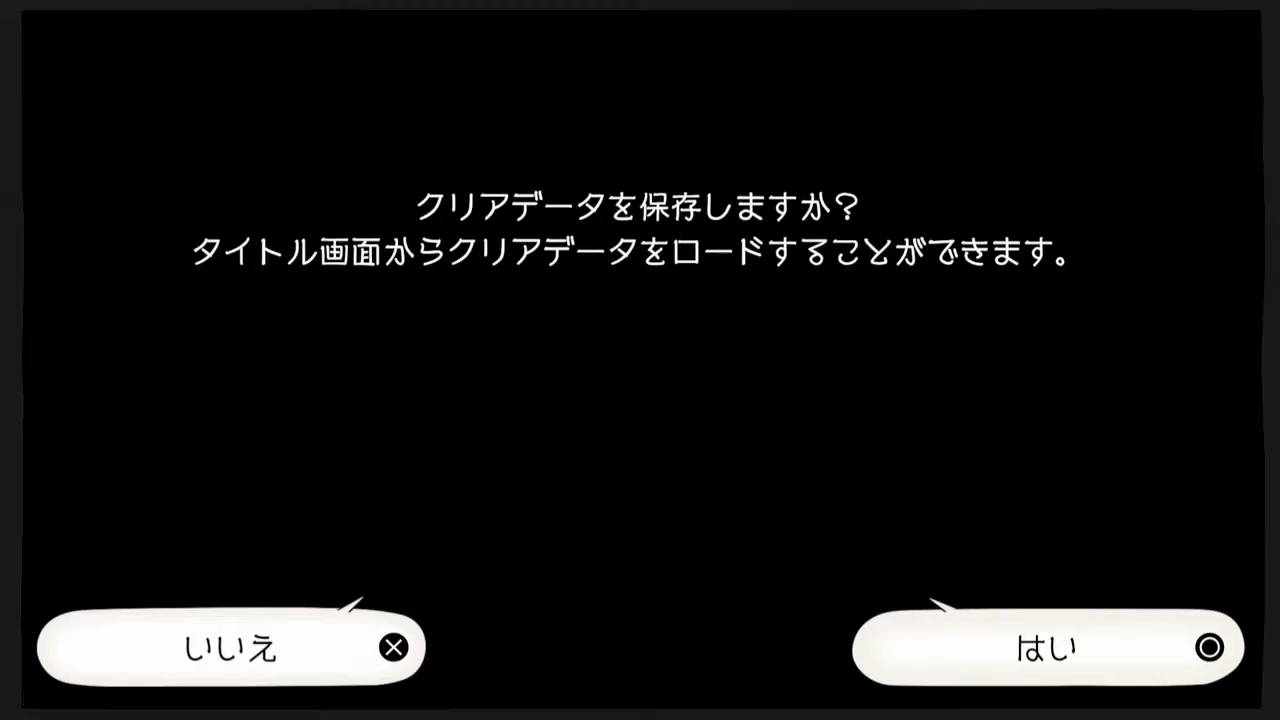 クリアデータを保存しますか？
タイトル画面からクリアデータをロードすることができます。
いいえ
はい